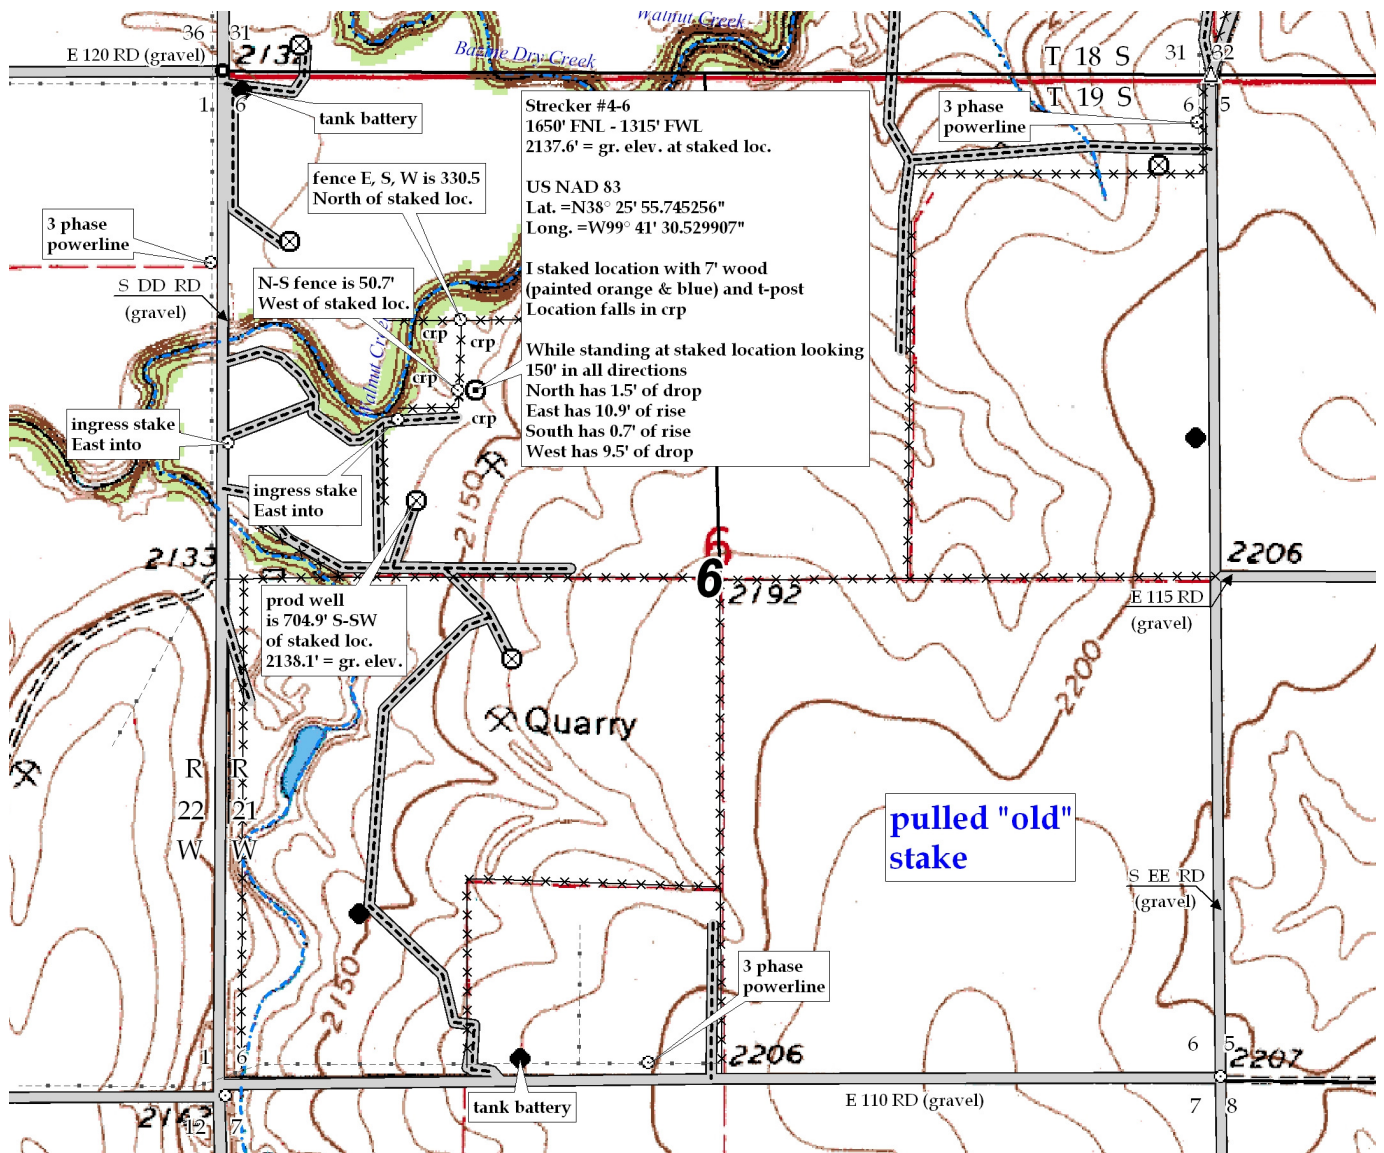 Walnut Creek
36 31
E 120 RD (gravel)
Bazine Dry Creek
T 18 S
31 32
1 6
tank battery
T 19 S
6 5
3 phase
powerline
Strecker #4-6
1650' FNL - 1315' FWL
2137.6' = gr. elev. at staked loc.
US NAD 83
Lat. =N38° 25' 55.745256"
Long. =W99° 41' 30.529907"
I staked location with 7' wood
(painted orange & blue) and t-post
Location falls in crp
While standing at staked location looking
150' in all directions
North has 1.5' of drop
East has 10.9' of rise
South has 0.7' of rise
West has 9.5' of drop
fence E, S, W is 330.5
North of staked loc.
3 phase
powerline
N-S fence is 50.7'
West of staked loc.
S DD RD
(gravel)
crp
crp
crp
crp
Walnut Creek
ingress stake
East into
ingress stake
East into
2150
2133
6
6
2192
2206
E 115 RD
(gravel)
prod well
is 704.9' S-SW
of staked loc.
2138.1' = gr. elev.
2200
Quarry
R R
22 21
W W
pulled "old"
stake
S EE RD
(gravel)
2150
3 phase
powerline
1 6
2206
6 5
2207
tank battery
E 110 RD (gravel)
12 7
7 8